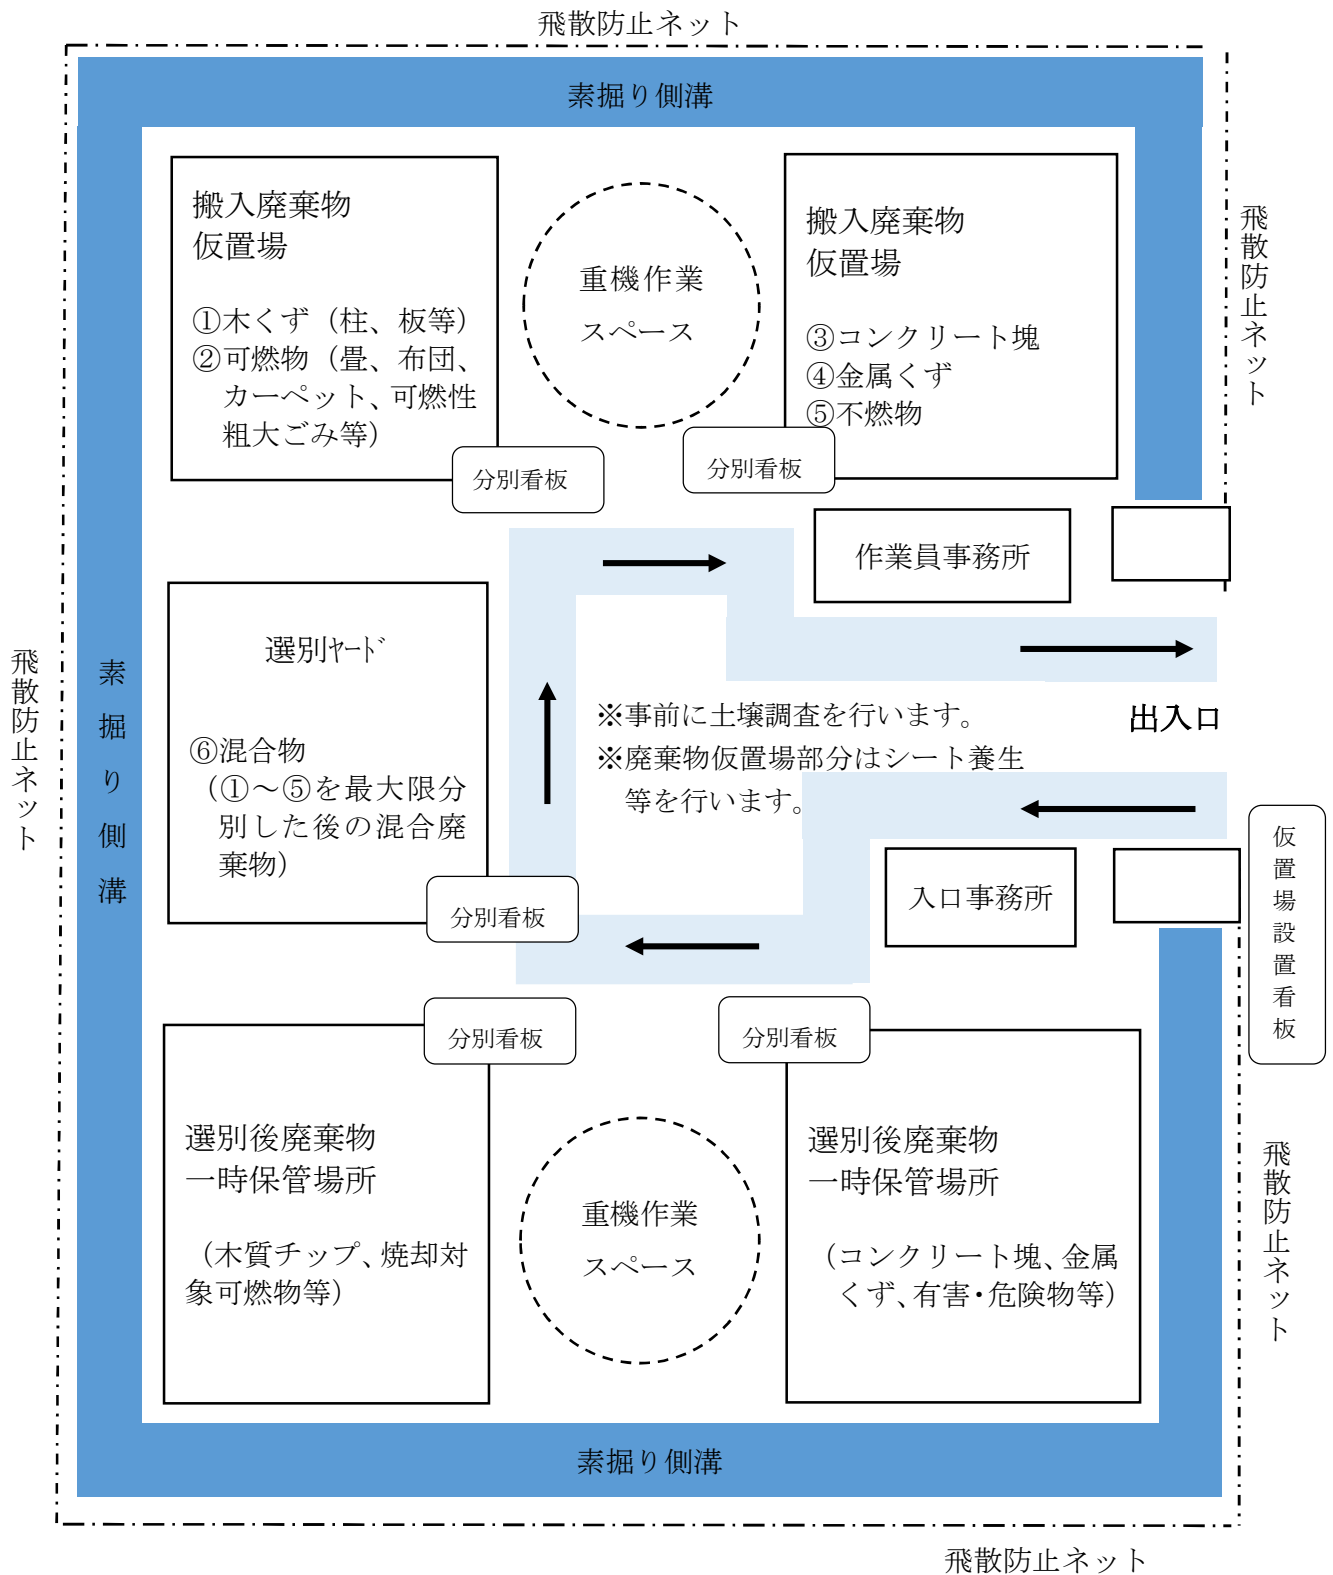 飛散防止ネット
素掘り側溝
搬入廃棄物
仮置場
①木くず（柱、板等）
②可燃物（畳、布団、
カーペット、可燃性
粗大ごみ等）
分別看板
重機作業
スペース
搬入廃棄物
仮置場
③コンクリート塊
④金属くず
⑤不燃物
分別看板
飛散防止ネット
作業員事務所
飛散防止ネット
素掘り側溝
選別ﾔｰﾄﾞ
⑥混合物
（①～⑤を最大限分
別した後の混合廃
棄物）
分別看板
※事前に土壌調査を行います。
※廃棄物仮置場部分はシート養生
等を行います。
出入口
入口事務所
仮置場設置看板
分別看板
選別後廃棄物
一時保管場所
（木質チップ、焼却対
象可燃物等）
重機作業
スペース
分別看板
選別後廃棄物
一時保管場所
（コンクリート塊、金属
くず、有害・危険物等）
飛散防止ネット
素掘り側溝
飛散防止ネット